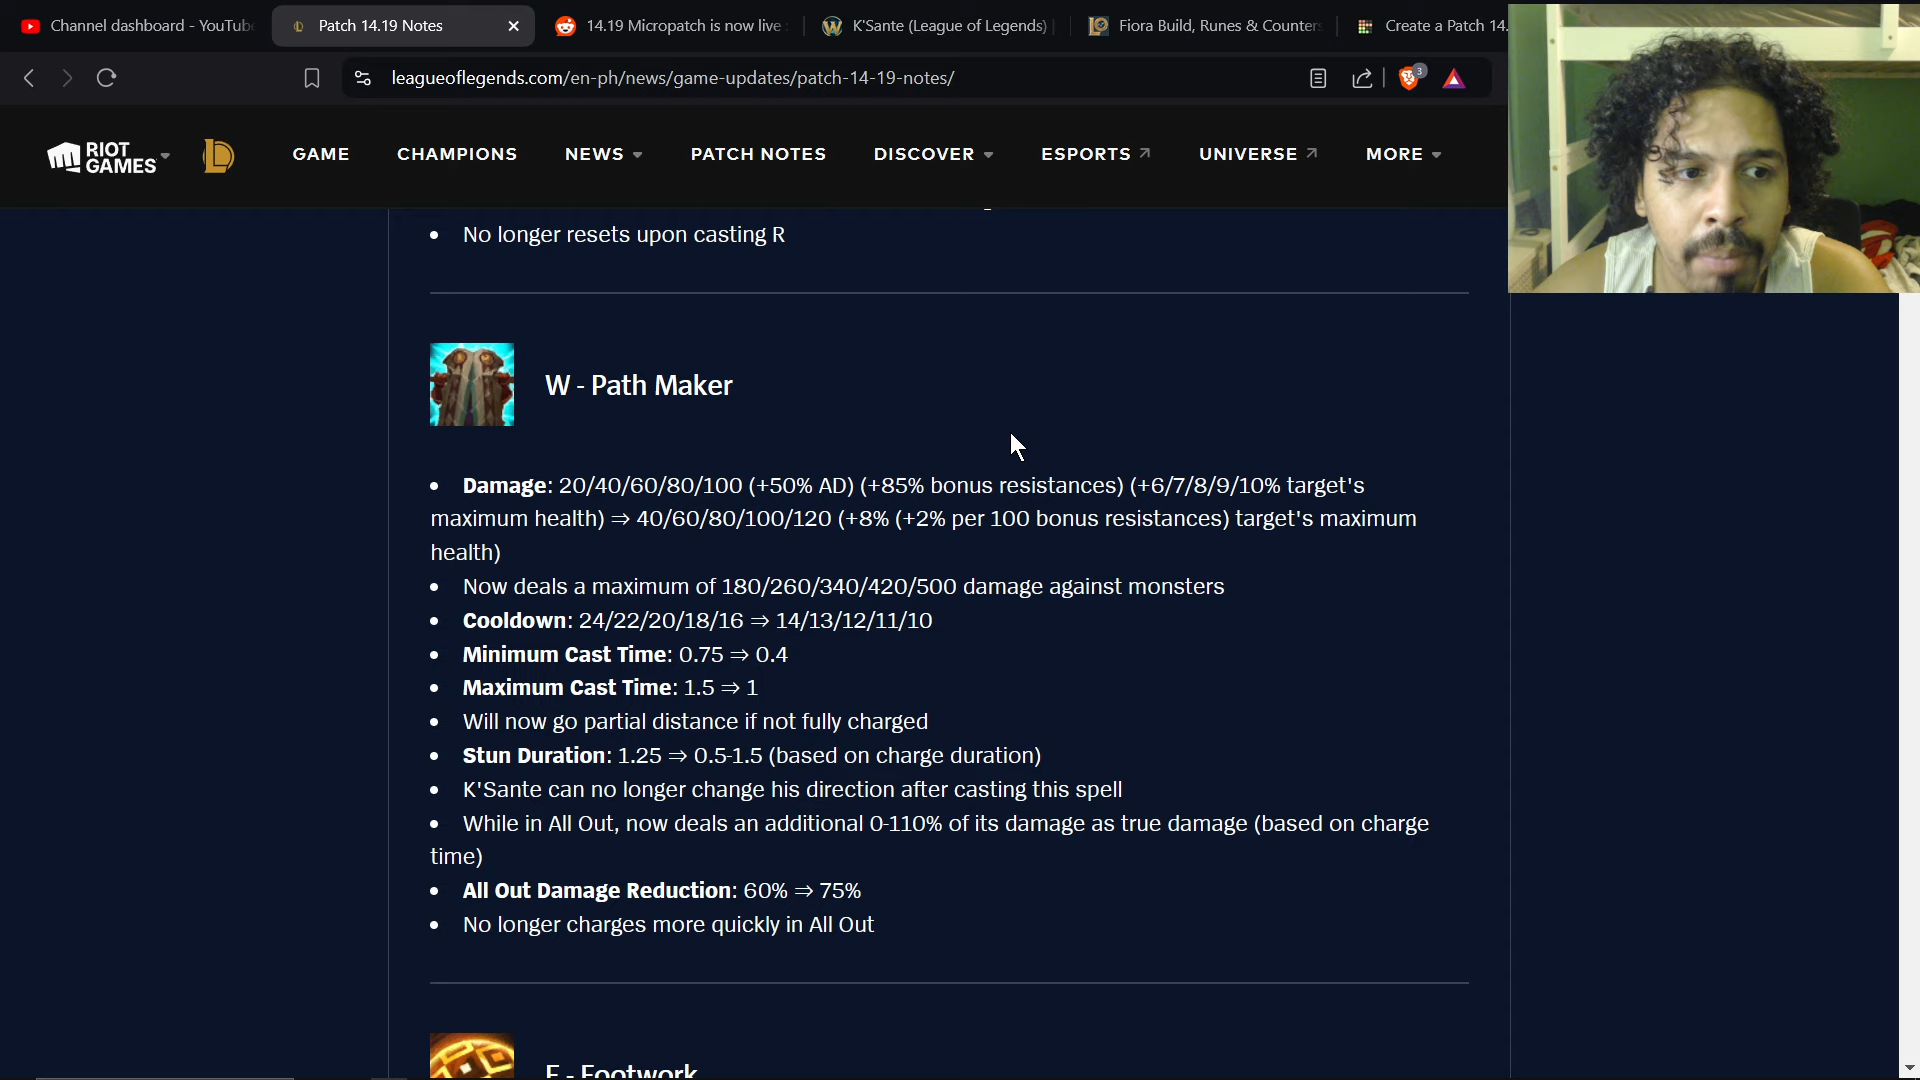 Channel dashboard - YouTube
Patch 14.19 Notes
14.19 Micropatch is now live
K'Sante (League of Legends)
Fiora Build, Runes & Counters
Create a Patch 14.
leagueoflegends.com/en-ph/news/game-updates/patch-14-19-notes/
3
RIOT GAMES
GAME
CHAMPIONS
NEWS
PATCH NOTES
DISCOVER
ESPORTS
UNIVERSE
MORE
• No longer resets upon casting R
W - Path Maker
• Damage: 20/40/60/80/100 (+50% AD) (+85% bonus resistances) (+6/7/8/9/10% target's
maximum health) ⇒ 40/60/80/100/120 (+8% (+2% per 100 bonus resistances) target's maximum
health)
• Now deals a maximum of 180/260/340/420/500 damage against monsters
• Cooldown: 24/22/20/18/16 ⇒ 14/13/12/11/10
• Minimum Cast Time: 0.75 ⇒ 0.4
• Maximum Cast Time: 1.5 ⇒ 1
• Will now go partial distance if not fully charged
• Stun Duration: 1.25 ⇒ 0.5-1.5 (based on charge duration)
• K'Sante can no longer change his direction after casting this spell
• While in All Out, now deals an additional 0-110% of its damage as true damage (based on charge
time)
• All Out Damage Reduction: 60% ⇒ 75%
• No longer charges more quickly in All Out
E - Footwork